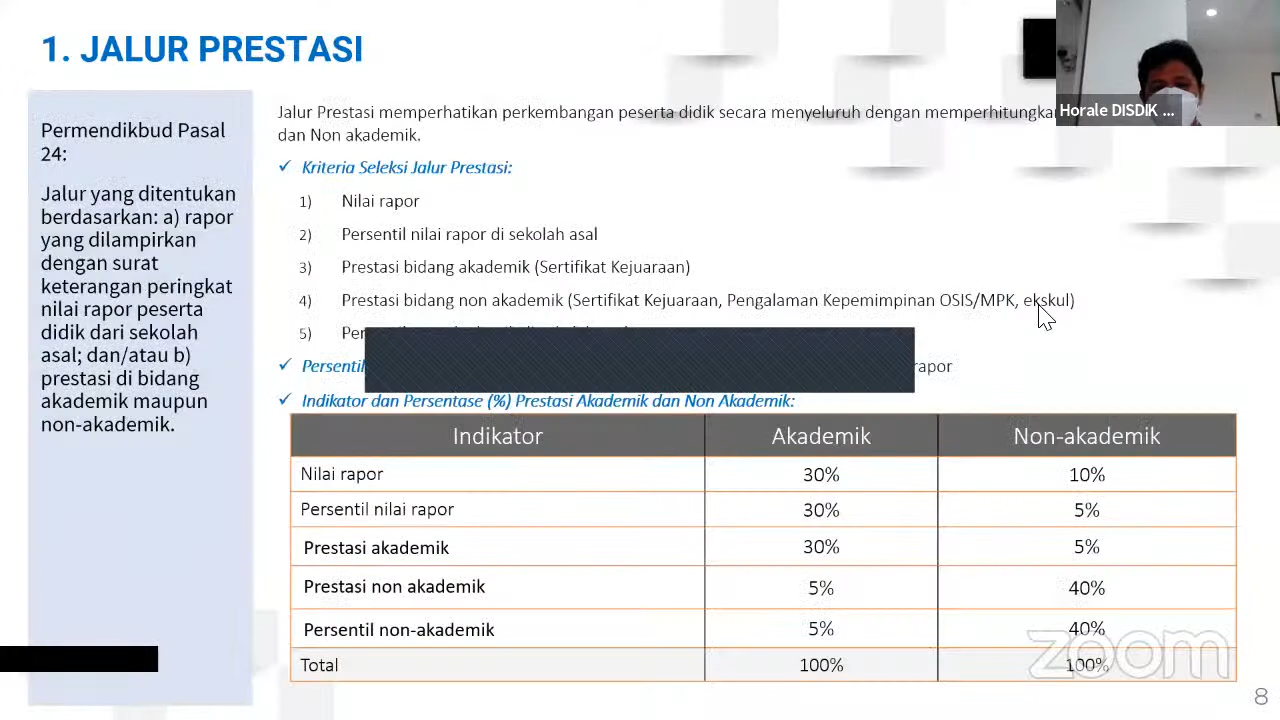 1. JALUR PRESTASI
Horale DISDIK ...
Permendikbud Pasal
24:
Jalur yang ditentukan
berdasarkan: a) rapor
yang dilampirkan
dengan surat
keterangan peringkat
nilai rapor peserta
didik dari sekolah
asal; dan/atau b)
prestasi di bidang
akademik maupun
non-akademik.
Jalur Prestasi memperhatikan perkembangan peserta didik secara menyeluruh dengan
dan Non akademik.
✓ Kriteria Seleksi Jalur Prestasi:
1) Nilai rapor
2) Persentil nilai rapor di sekolah asal
3) Prestasi bidang akademik (Sertifikat Kejuaraan)
4) Prestasi bidang non akademik (Sertifikat Kejuaraan, Pengalaman Kepemimpinan OSIS/MPK, ekskul)
5)
✓ Persentil rapor
✓ Indikator dan Persentase (%) Prestasi Akademik dan Non Akademik:
Indikator Akademik Non-akademik
Nilai rapor 30% 10%
Persentil nilai rapor 30% 5%
Prestasi akademik 30% 5%
Prestasi non akademik 5% 40%
Persentil non-akademik 5% 40%
Total 100% 100%
zoom
8